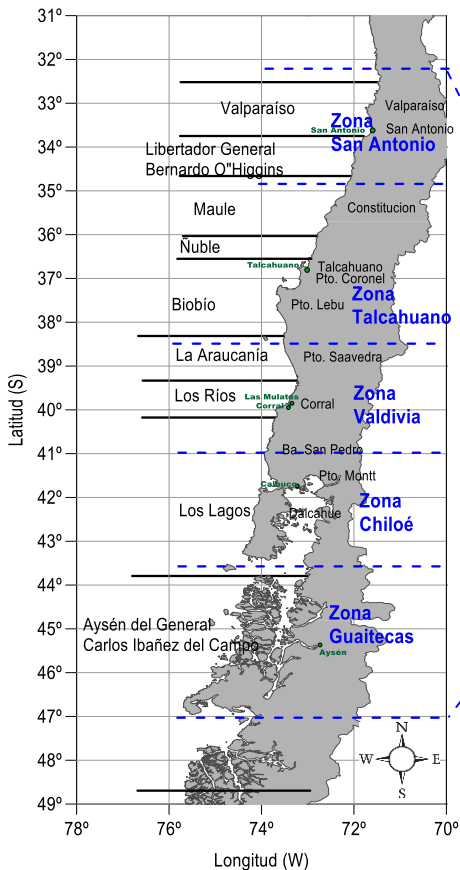 31º
32º
33º
34º
35º
36º
37º
38º
39º
40º
41º
42º
43º
44º
45º
46º
47º
48º
49º
Latitud (S)
78º
76º
74º
72º
70º
Longitud (W)
Valparaíso
Libertador General
Bernardo O"Higgins
Maule
Ñuble
Biobío
La Araucanía
Los Ríos
Los Lagos
Aysén del General
Carlos Ibañez del Campo
Valparaíso
Zona
San Antonio
San Antonio
San Antonio
Constitucion
Talcahuano
Talcahuano
Pto. Coronel
Pto. Lebu
Zona
Talcahuano
Pto. Saavedra
Las Mulatas
Corral
Corral
Zona
Valdivia
Ba. San Pedro
Pto. Montt
Calbuco
Dalcahue
Zona
Chiloé
Zona
Guaitecas
Aysén
N
W E
S